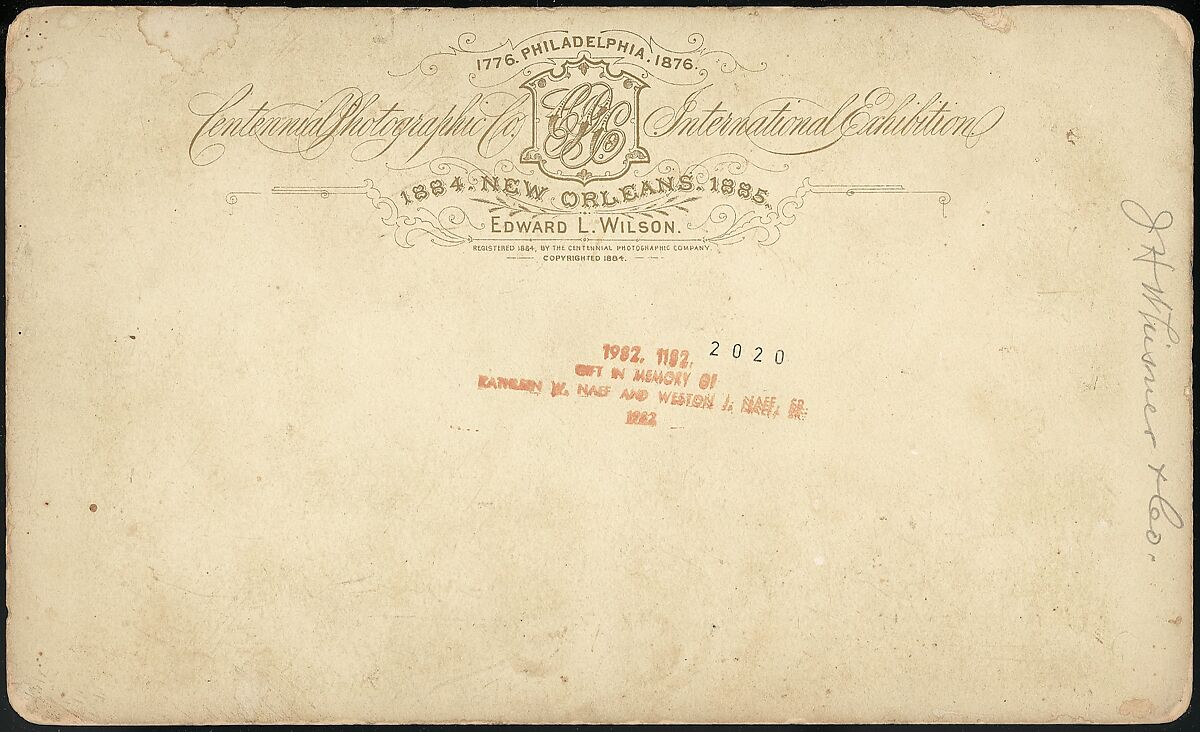 1776. PHILADELPHIA. 1876.
Centennial Photographic Co. CPCo. International Exhibition
1884. NEW ORLEANS. 1885.
EDWARD L. WILSON.
REGISTERED 1884, BY THE CENTENNIAL PHOTOGRAPHIC COMPANY.
COPYRIGHTED 1884.
1982. 1182. 2020
GIFT IN MEMORY OF
KATHLEEN W. NAEF AND WESTON J. NAEF, SR.
1982
J H Whisner & Co.